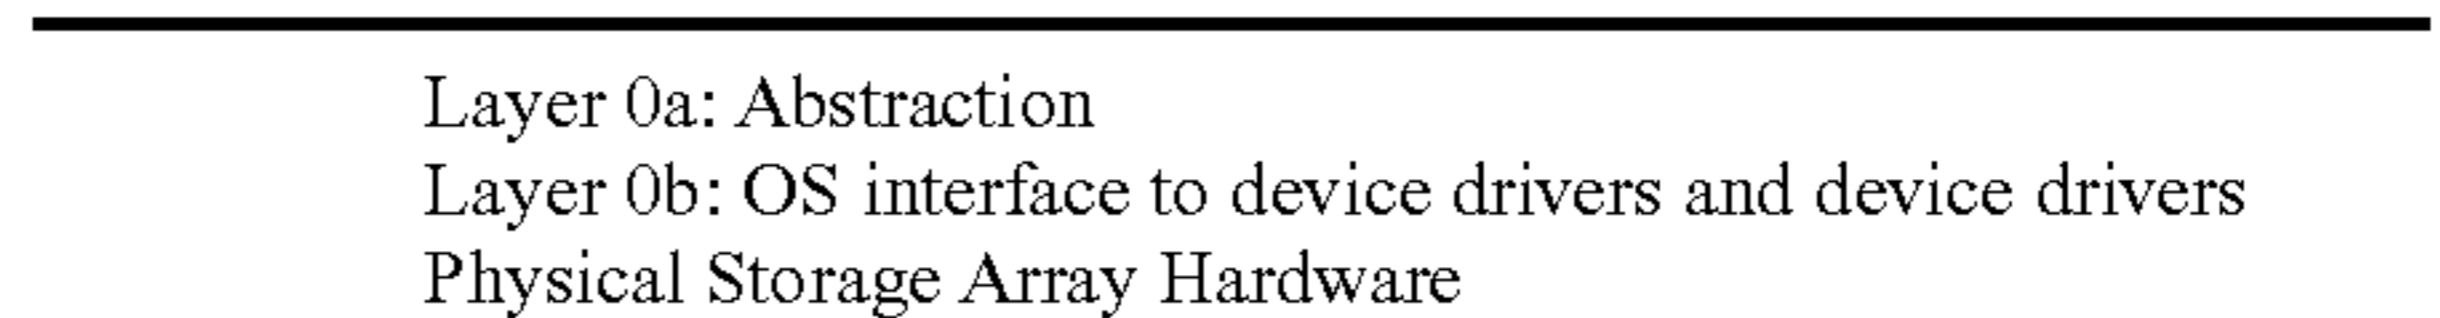 Layer 0a: Abstraction
Layer 0b: OS interface to device drivers and device drivers
Physical Storage Array Hardware